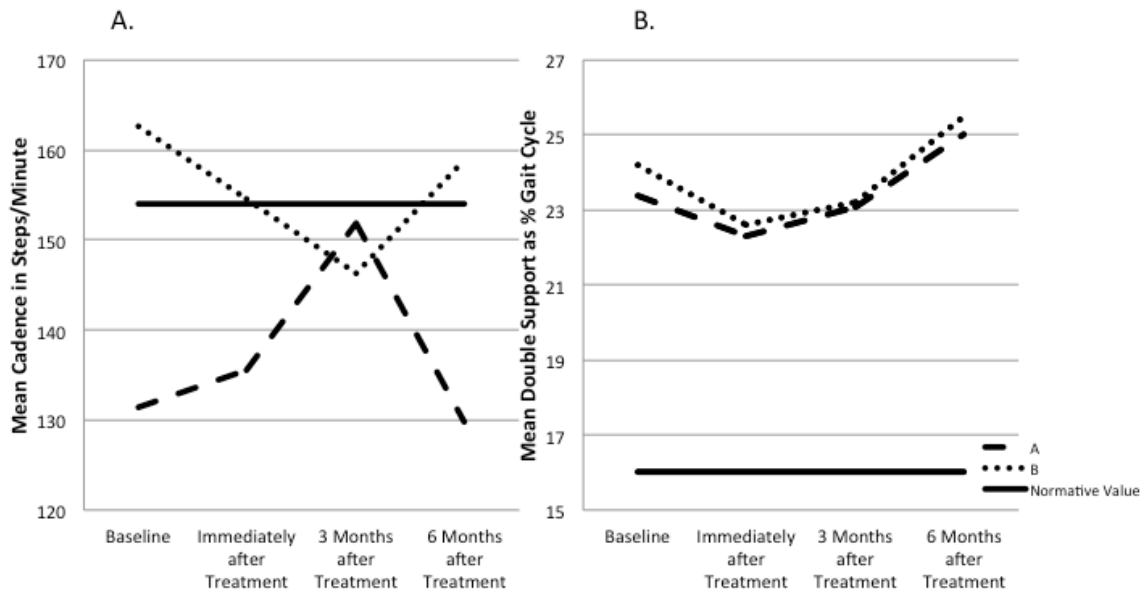 A.
Mean Cadence in Steps/Minute
170
160
150
140
130
120
Baseline
Immediately
after
Treatment
3 Months
after
Treatment
6 Months
after
Treatment
B.
Mean Double Support as % Gait Cycle
27
25
23
21
19
17
15
Baseline
Immediately
after
Treatment
3 Months
after
Treatment
6 Months
after
Treatment
A
B
Normative Value